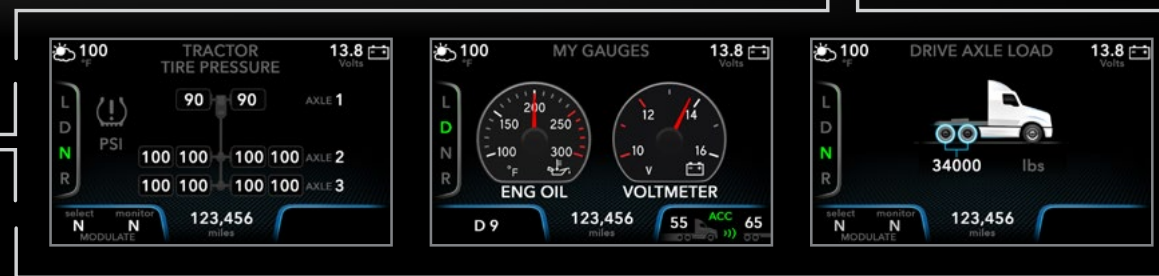 100 °F TRACTOR TIRE PRESSURE 13.8 Volts
L
D
N
R
PSI
90 90 AXLE 1
100 100 100 100 AXLE 2
100 100 100 100 AXLE 3
select N monitor N
MODULATE
123,456
miles
100 °F MY GAUGES 13.8 Volts
L
D
N
R
100 150 200 250 300
°F
ENG OIL
10 12 14 16
V
VOLTMETER
D 9
123,456
miles
55 ACC 65
100 °F DRIVE AXLE LOAD 13.8 Volts
L
D
N
R
34000 lbs
select N monitor N
MODULATE
123,456
miles